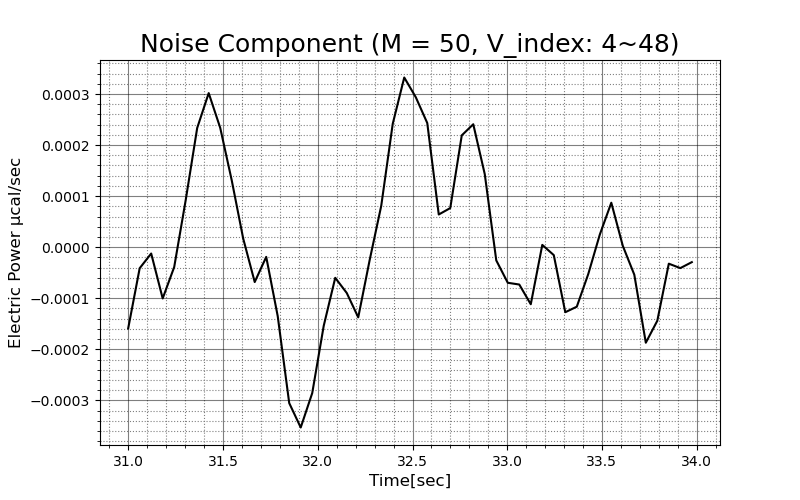 Noise Component (M = 50, V_index: 4~48)
Electric Power μcal/sec
0.0003
0.0002
0.0001
0.0000
−0.0001
−0.0002
−0.0003
31.0 31.5 32.0 32.5 33.0 33.5 34.0
Time[sec]